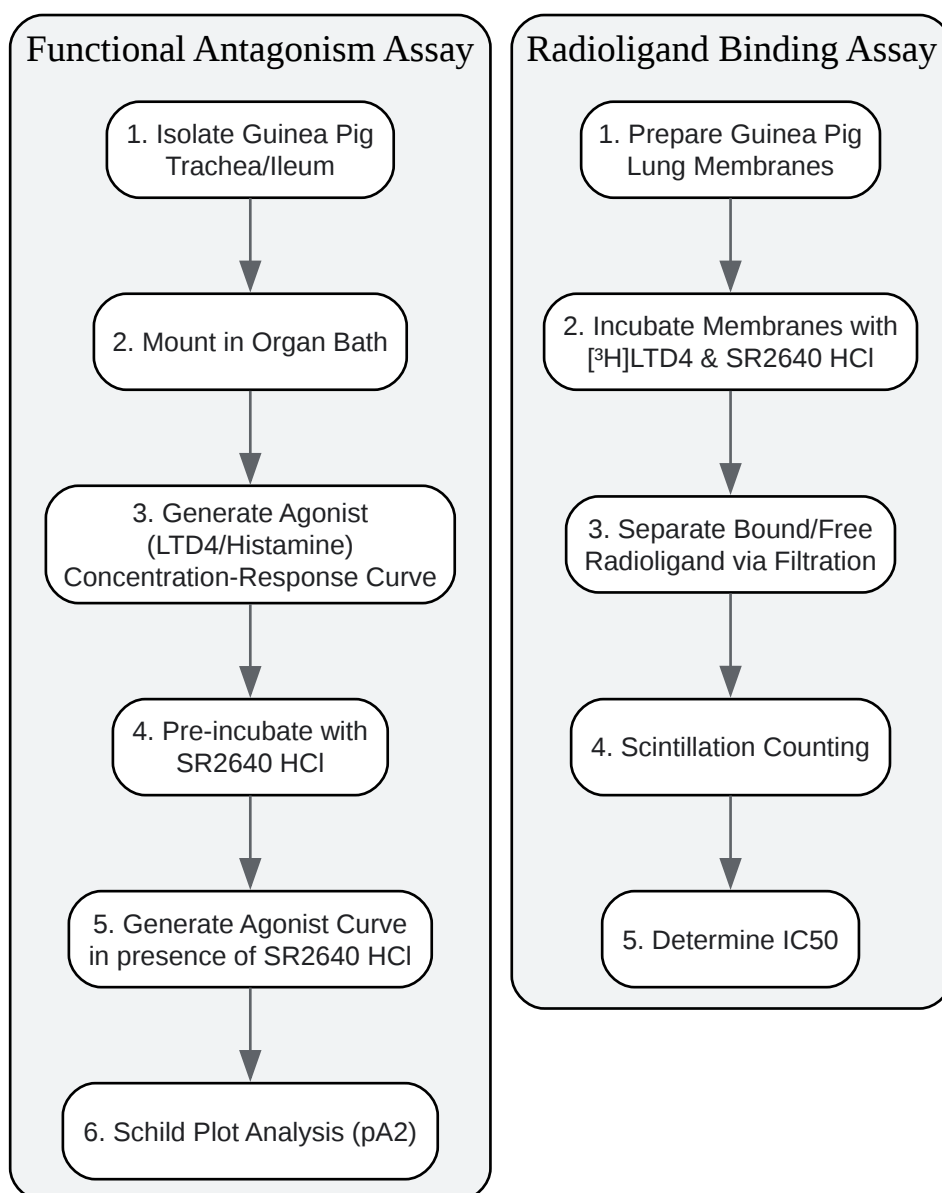 Functional Antagonism Assay
1. Isolate Guinea Pig
Trachea/Ileum
2. Mount in Organ Bath
3. Generate Agonist
(LTD4/Histamine)
Concentration-Response Curve
4. Pre-incubate with
SR2640 HCl
5. Generate Agonist Curve
in presence of SR2640 HCl
6. Schild Plot Analysis (pA2)
Radioligand Binding Assay
1. Prepare Guinea Pig
Lung Membranes
2. Incubate Membranes with
[³H]LTD4 & SR2640 HCl
3. Separate Bound/Free
Radioligand via Filtration
4. Scintillation Counting
5. Determine IC50